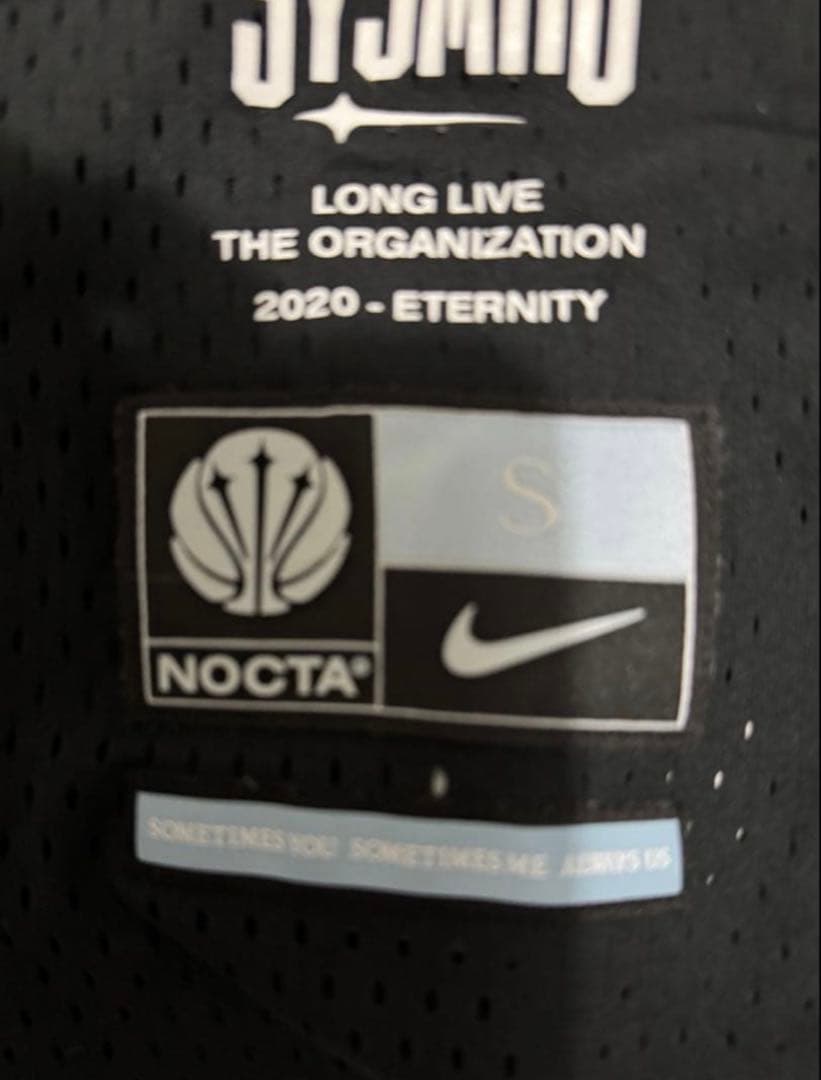 LONG LIVE
THE ORGANIZATION
2020 - ETERNITY
S
NOCTA®
SOMETIMES YOU SOMETIMES ME ALWAYS US